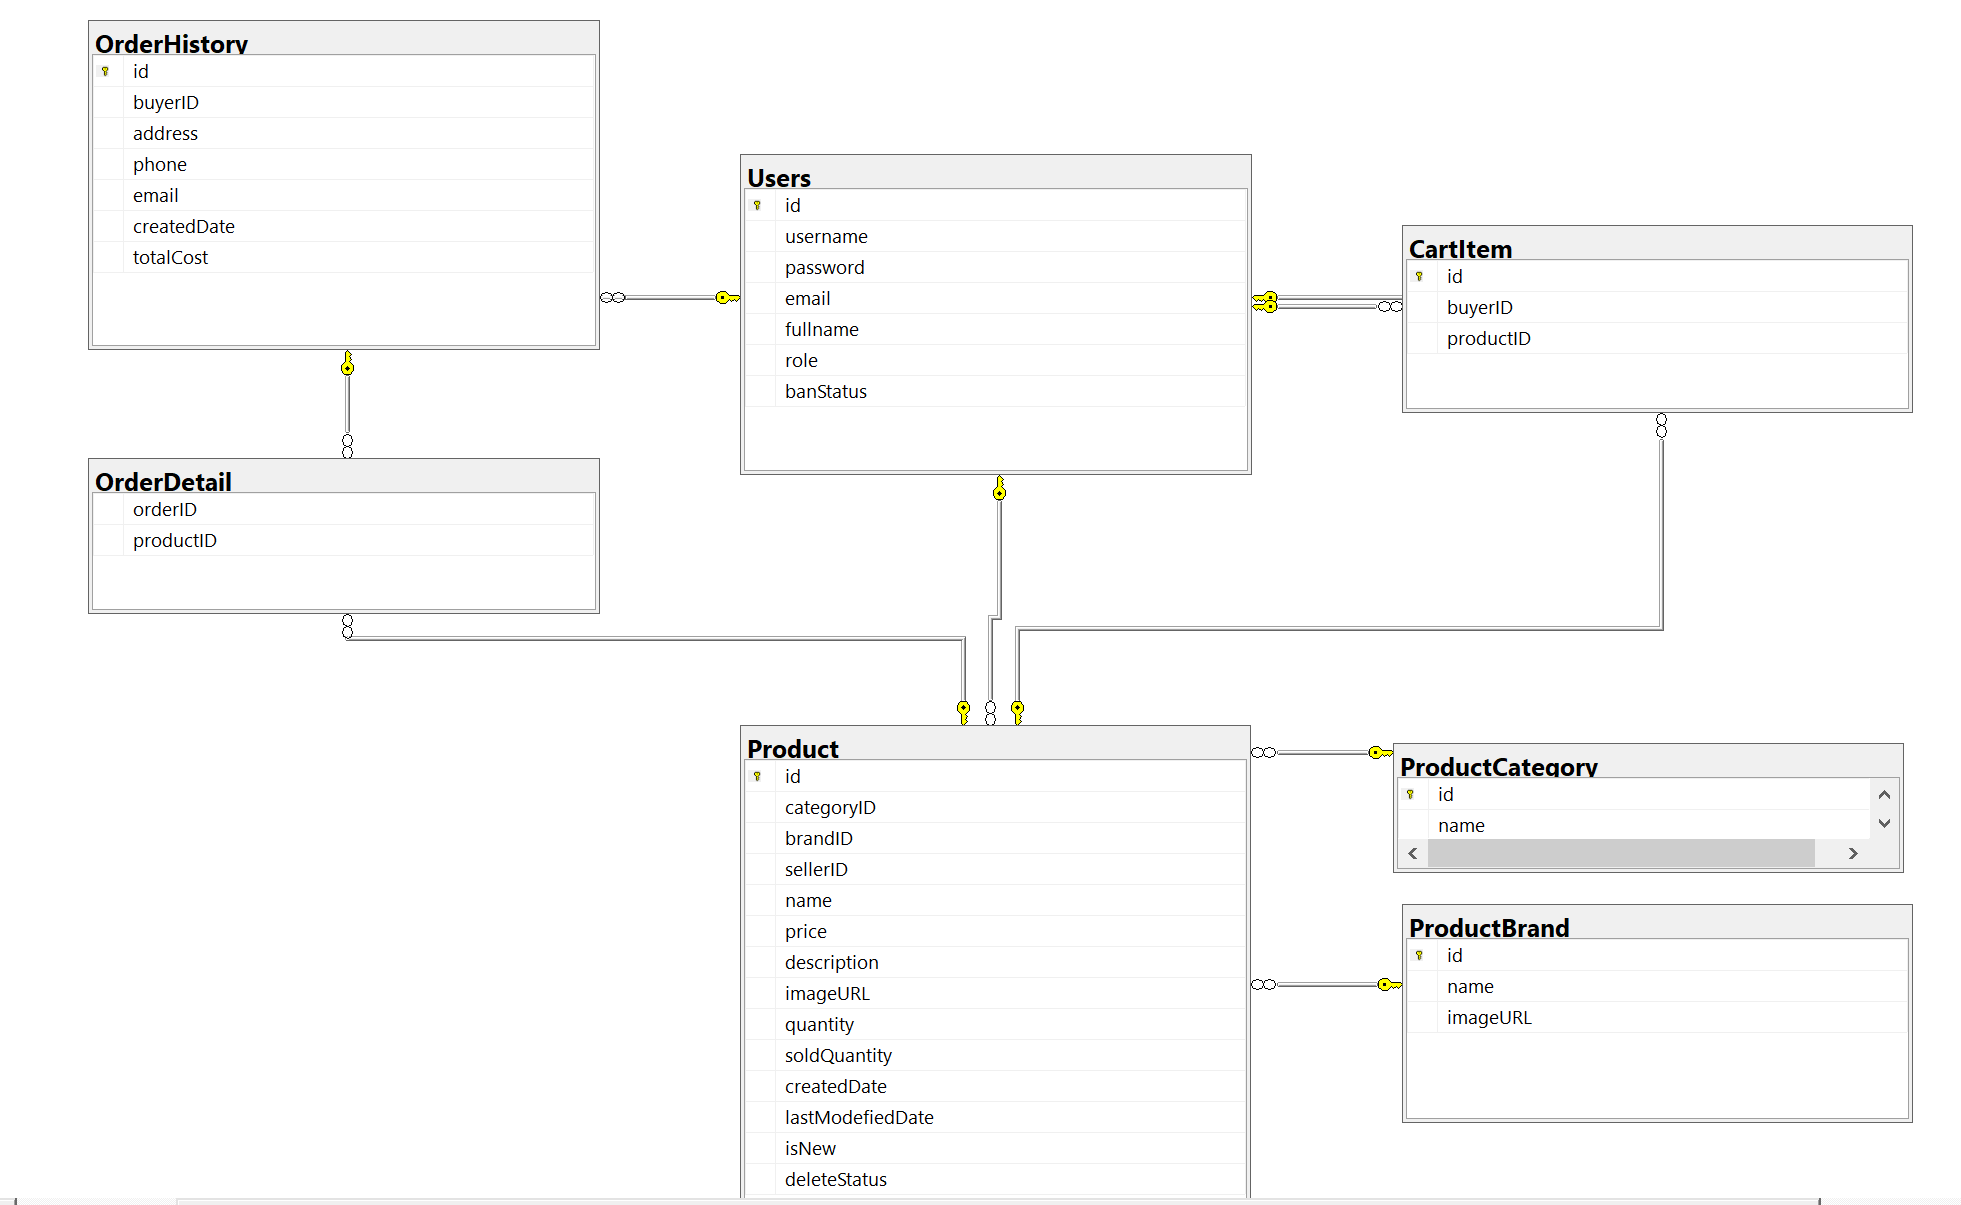 OrderHistory
id
buyerID
address
phone
email
createdDate
totalCost
Users
id
username
password
email
fullname
role
banStatus
CartItem
id
buyerID
productID
OrderDetail
orderID
productID
Product
id
categoryID
brandID
sellerID
name
price
description
imageURL
quantity
soldQuantity
createdDate
lastModefiedDate
isNew
deleteStatus
ProductCategory
id
name
ProductBrand
id
name
imageURL